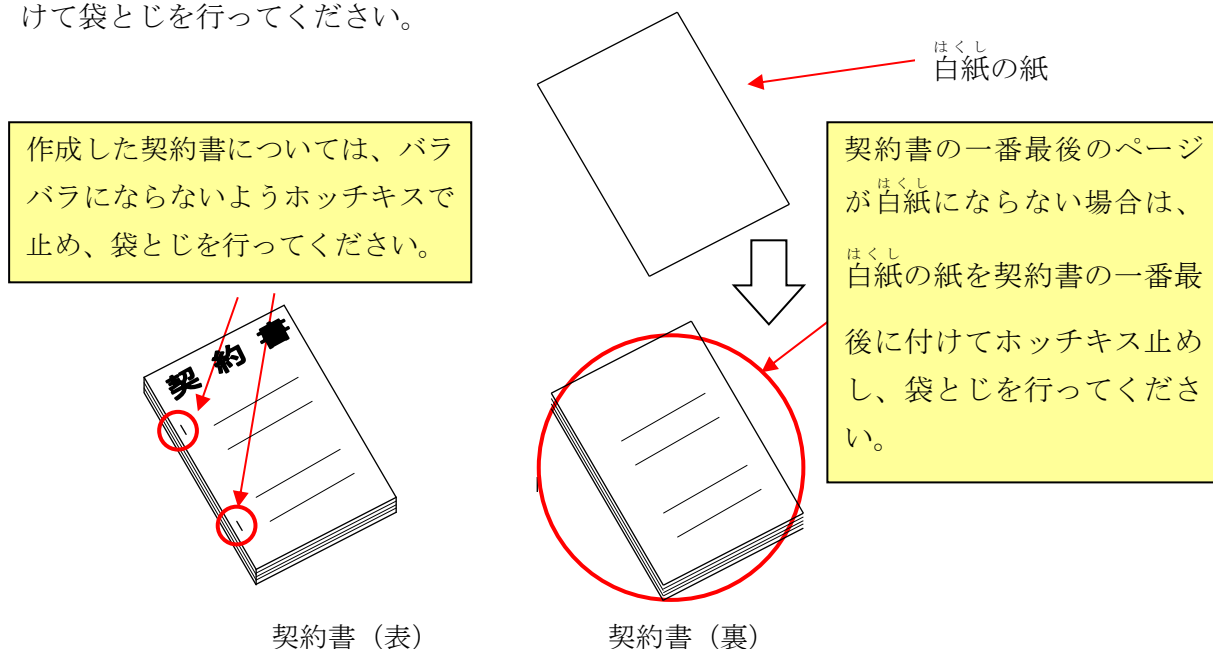 けて袋とじを行ってください。
はくし
白紙の紙
作成した契約書については、バラ
バラにならないようホッチキスで
止め、袋とじを行ってください。
契約書の一番最後のページ
はくし
が白紙にならない場合は、
はくし
白紙の紙を契約書の一番最
後に付けてホッチキス止め
し、袋とじを行ってくださ
い。
契約書
契約書（表）
契約書（裏）